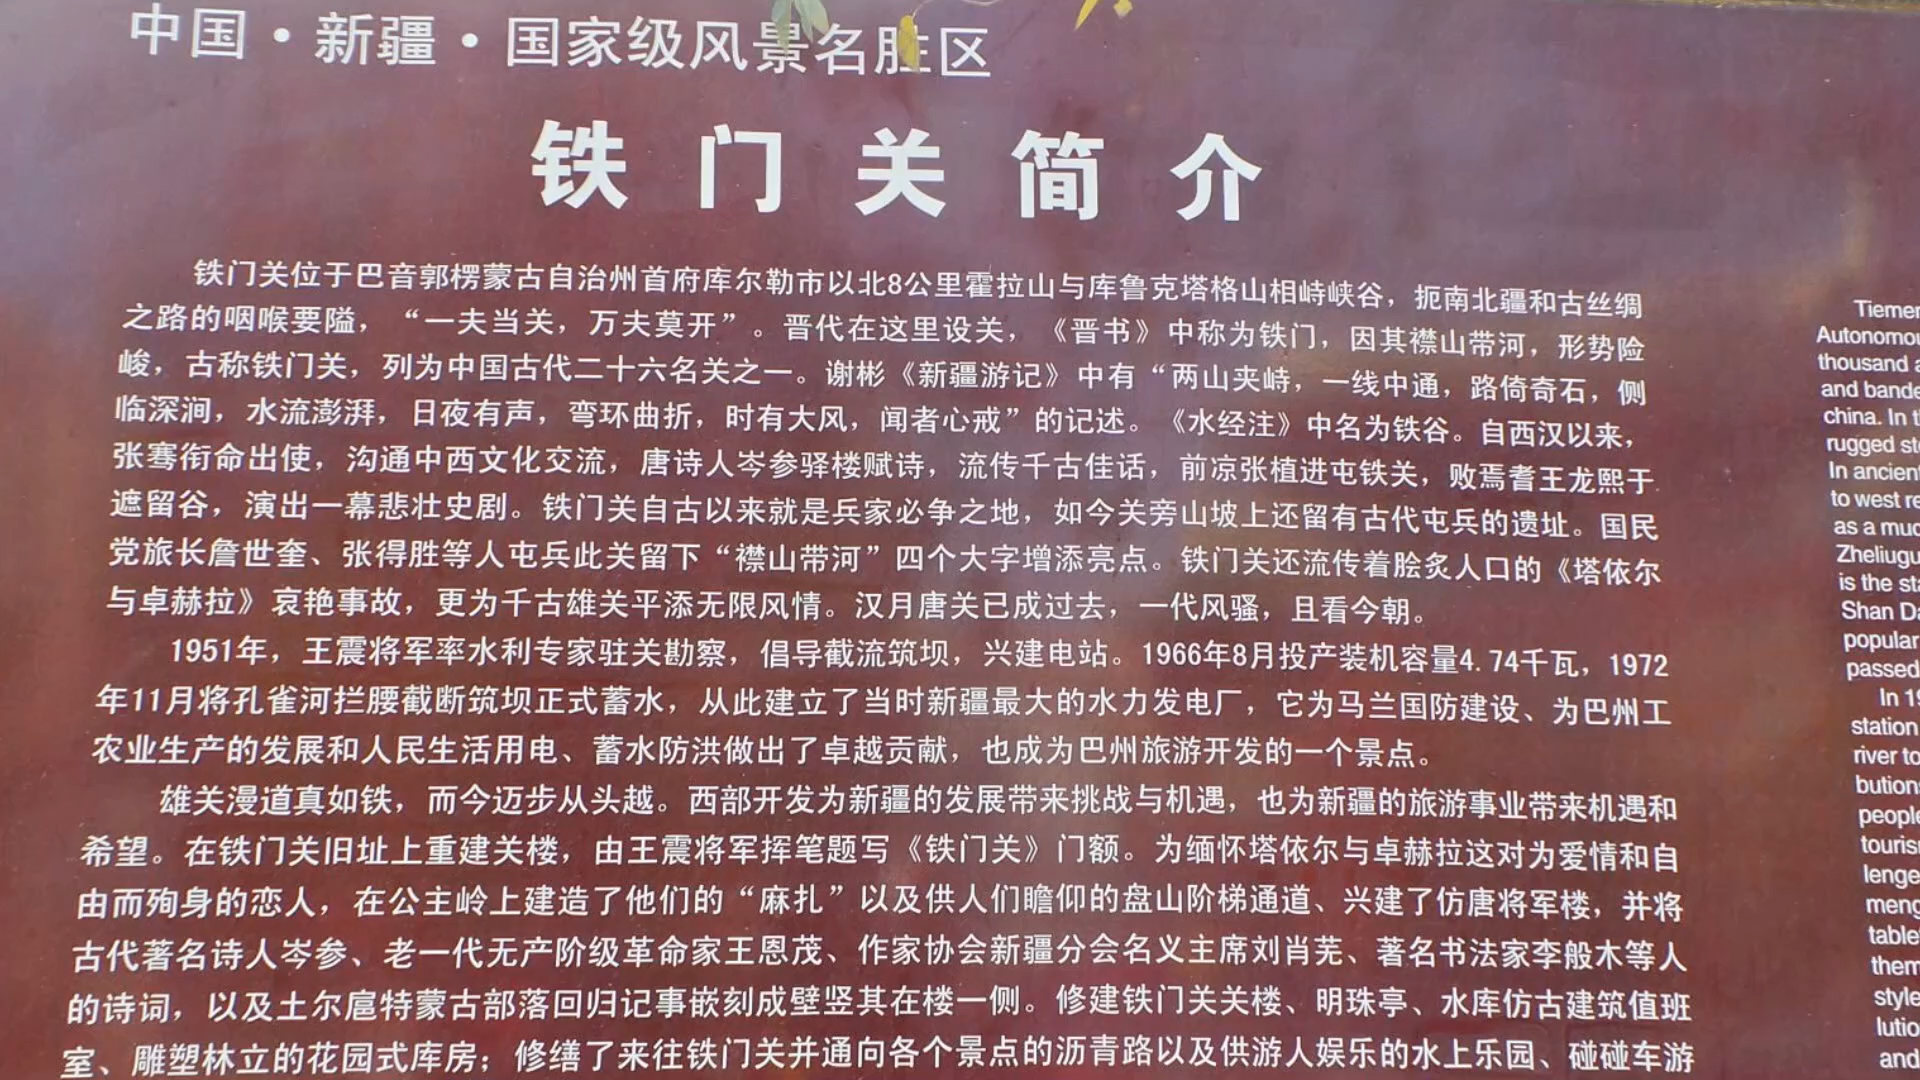 中国·新疆·国家级风景名胜区
铁门关简介
铁门关位于巴音郭楞蒙古自治州首府库尔勒市以北8公里霍拉山与库鲁克塔格山相峙峡谷，扼南北疆和古丝绸
之路的咽喉要隘，“一夫当关，万夫莫开”。晋代在这里设关，《晋书》中称为铁门，因其襟山带河，形势险
峻，古称铁门关，列为中国古代二十六名关之一。谢彬《新疆游记》中有“两山夹峙，一线中通，路倚奇石，侧
临深涧，水流澎湃，日夜有声，弯环曲折，时有大风，闻者心戒”的记述。《水经注》中名为铁谷。自西汉以来，
张骞衔命出使，沟通中西文化交流，唐诗人岑参驿楼赋诗，流传千古佳话，前凉张植进屯铁关，败焉耆王龙熙于
遮留谷，演出一幕悲壮史剧。铁门关自古以来就是兵家必争之地，如今关旁山坡上还留有古代屯兵的遗址。国民
党旅长詹世奎、张得胜等人屯兵此关留下“襟山带河”四个大字增添亮点。铁门关还流传着脍炙人口的《塔依尔
与卓赫拉》哀艳事故，更为千古雄关平添无限风情。汉月唐关已成过去，一代风骚，且看今朝。
1951年，王震将军率水利专家驻关勘察，倡导截流筑坝，兴建电站。1966年8月投产装机容量4.74千瓦，1972
年11月将孔雀河拦腰截断筑坝正式蓄水，从此建立了当时新疆最大的水力发电厂，它为马兰国防建设、为巴州工
农业生产的发展和人民生活用电、蓄水防洪做出了卓越贡献，也成为巴州旅游开发的一个景点。
雄关漫道真如铁，而今迈步从头越。西部开发为新疆的发展带来挑战与机遇，也为新疆的旅游事业带来机遇和
希望。在铁门关旧址上重建关楼，由王震将军挥笔题写《铁门关》门额。为缅怀塔依尔与卓赫拉这对为爱情和自
由而殉身的恋人，在公主岭上建造了他们的“麻扎”以及供人们瞻仰的盘山阶梯通道、兴建了仿唐将军楼，并将
古代著名诗人岑参、老一代无产阶级革命家王恩茂、作家协会新疆分会名义主席刘肖芜、著名书法家李般木等人
的诗词，以及土尔扈特蒙古部落回归记事嵌刻成壁竖其在楼一侧。修建铁门关关楼、明珠亭、水库仿古建筑值班
室、雕塑林立的花园式库房；修缮了来往铁门关并通向各个景点的沥青路以及供游人娱乐的水上乐园、碰碰车游
thousand
china. In
In ancien
to west re
is the
Shan
popular
passed
In 19
station
river to
people
them
style
and